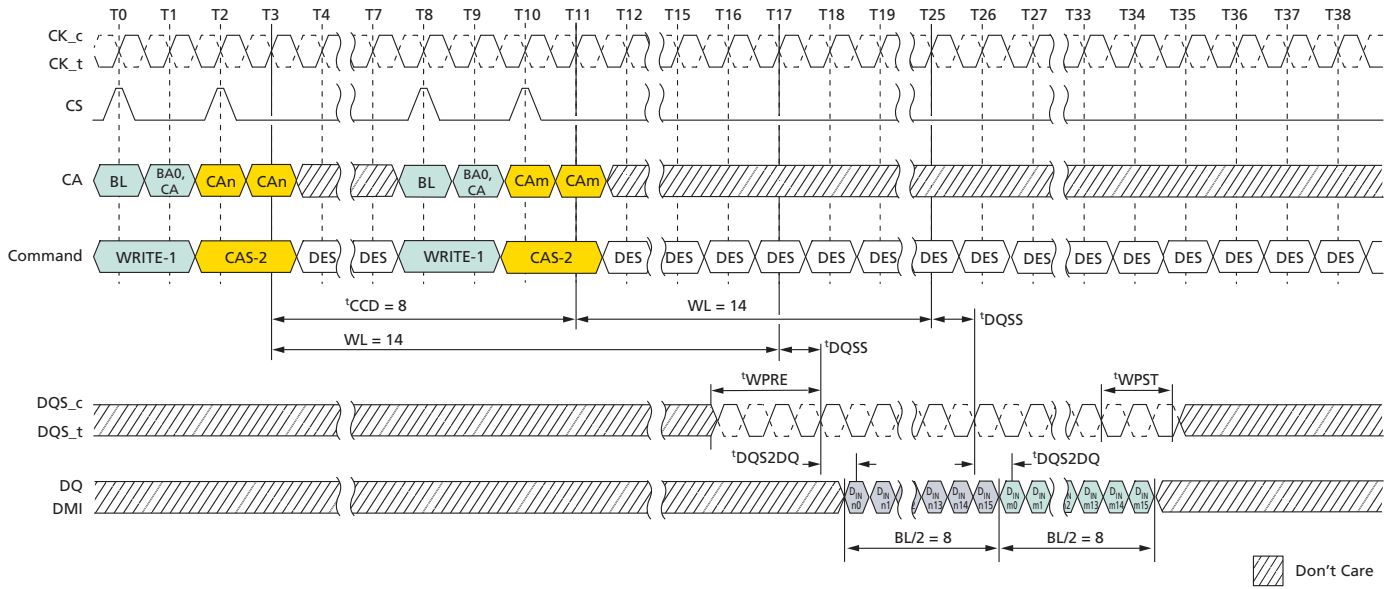 T0 T1 T2 T3 T4 T7 T8 T9 T10 T11 T12 T15 T16 T17 T18 T19 T25 T26 T27 T33 T34 T35 T36 T37 T38
CK_c
CK_t
CS
CA BL BA0, CA CAn CAn BL BA0, CA CAm CAm
Command WRITE-1 CAS-2 DES DES WRITE-1 CAS-2 DES DES DES DES DES DES DES DES DES DES DES DES DES DES DES
tCCD = 8 WL = 14 tDQSS
WL = 14 tDQSS
tWPRE tWPST
DQS_c
DQS_t
tDQS2DQ tDQS2DQ
DQ
DMI
DIN n0 DIN n1 DIN n13 DIN n14 DIN n15 DIN m0 DIN m1 DIN m13 DIN m14 DIN m15
BL/2 = 8 BL/2 = 8
Don't Care